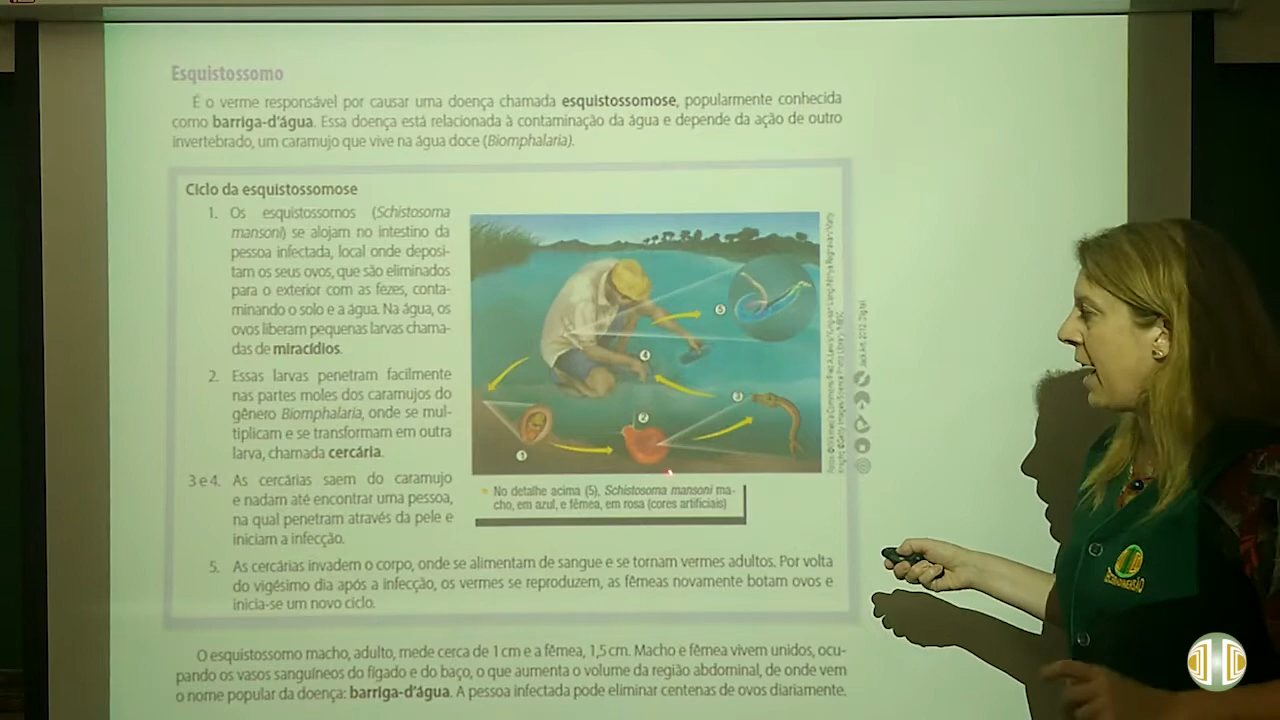 Esquistossomo
É o verme responsável por causar uma doença chamada esquistossomose, popularmente conhecida
como barriga-d'água. Essa doença está relacionada à contaminação da água e depende da ação de outro
invertebrado, um caramujo que vive na água doce (Biomphalaria).
Ciclo da esquistossomose
1. Os esquistossomos (Schistosoma
mansoni) se alojam no intestino da
pessoa infectada, local onde deposi-
tam os seus ovos, que são eliminados
para o exterior com as fezes, conta-
minando o solo e a água. Na água, os
ovos liberam pequenas larvas chama-
das de miracídios.
2. Essas larvas penetram facilmente
nas partes moles dos caramujos do
gênero Biomphalaria, onde se mul-
tiplicam e se transformam em outra
larva, chamada cercária.
3 e 4. As cercárias saem do caramujo
e nadam até encontrar uma pessoa,
na qual penetram através da pele e
iniciam a infecção.
5. As cercárias invadem o corpo, onde se alimentam de sangue e se tornam vermes adultos. Por volta
do vigésimo dia após a infecção, os vermes se reproduzem, as fêmeas novamente botam ovos e
inicia-se um novo ciclo.
5
4
3
2
1
No detalhe acima (5), Schistosoma mansoni ma-
cho, em azul, e fêmea, em rosa (cores artificiais)
O esquistossomo macho, adulto, mede cerca de 1 cm e a fêmea, 1,5 cm. Macho e fêmea vivem unidos, ocu-
pando os vasos sanguíneos do fígado e do baço, o que aumenta o volume da região abdominal, de onde vem
o nome popular da doença: barriga-d'água. A pessoa infectada pode eliminar centenas de ovos diariamente.